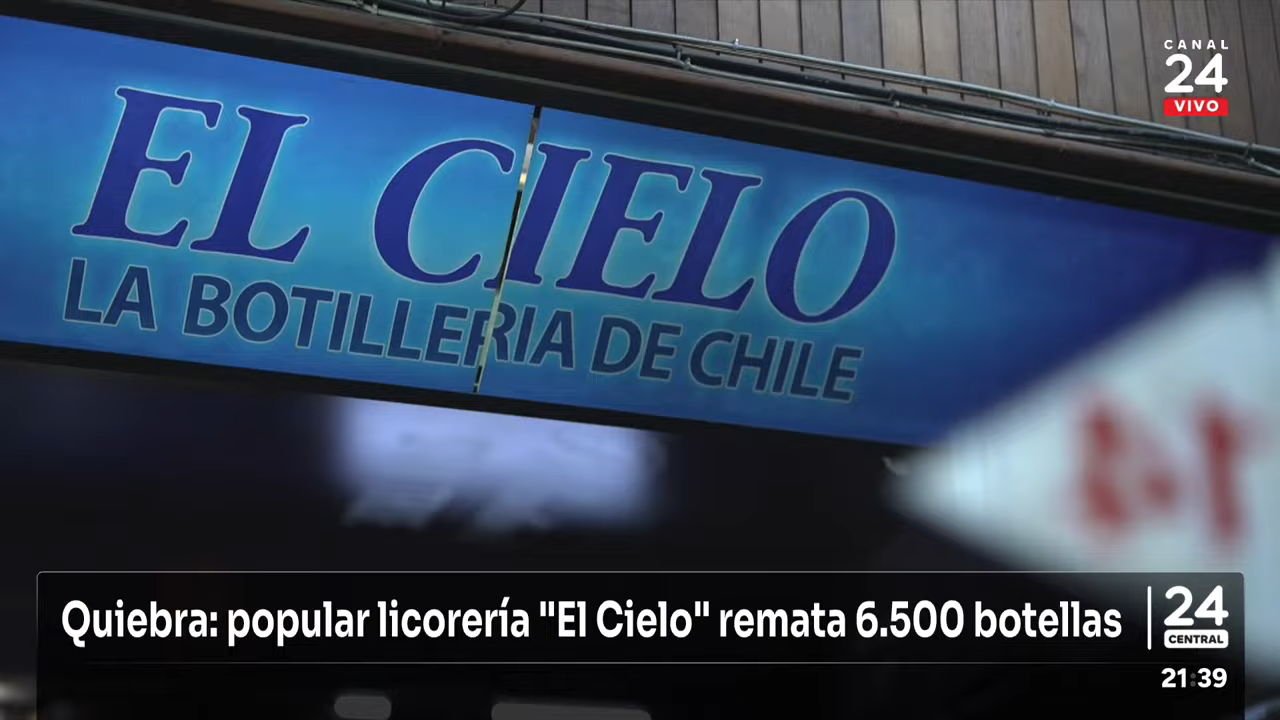 CANAL
24
VIVO
EL CIELO
LA BOTILLERIA DE CHILE
Quiebra: popular licorería "El Cielo" remata 6.500 botellas
24
CENTRAL
21:39